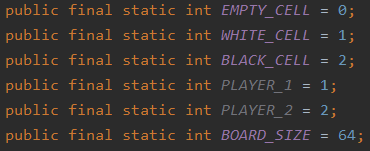 public final static int EMPTY_CELL = 0;
public final static int WHITE_CELL = 1;
public final static int BLACK_CELL = 2;
public final static int PLAYER_1 = 1;
public final static int PLAYER_2 = 2;
public final static int BOARD_SIZE = 64;